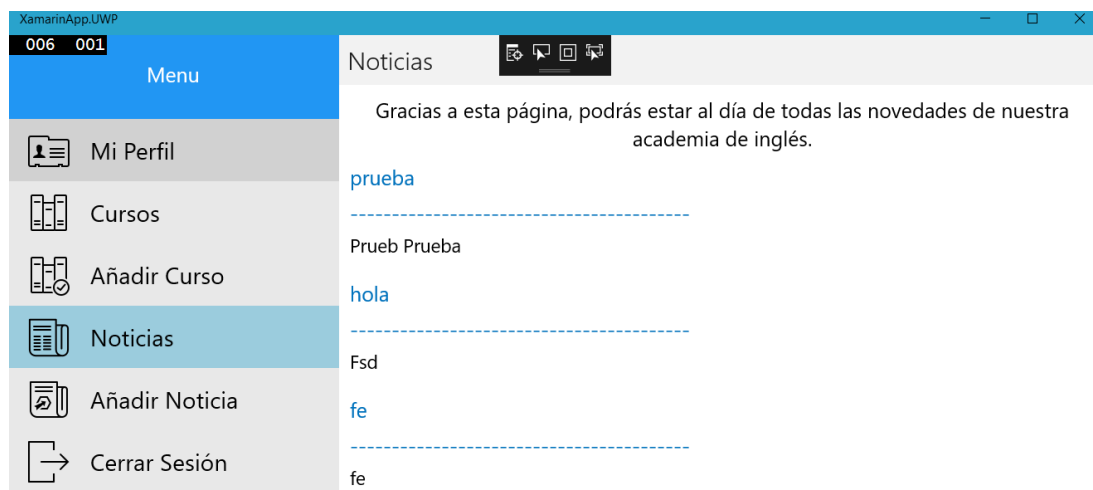 XamarinApp.UWP
006 001
Menu
Mi Perfil
Cursos
Añadir Curso
Noticias
Añadir Noticia
Cerrar Sesión
Noticias
Gracias a esta página, podrás estar al día de todas las novedades de nuestra
academia de inglés.
prueba
-----------------------------------------
Prueb Prueba
hola
-----------------------------------------
Fsd
fe
-----------------------------------------
fe